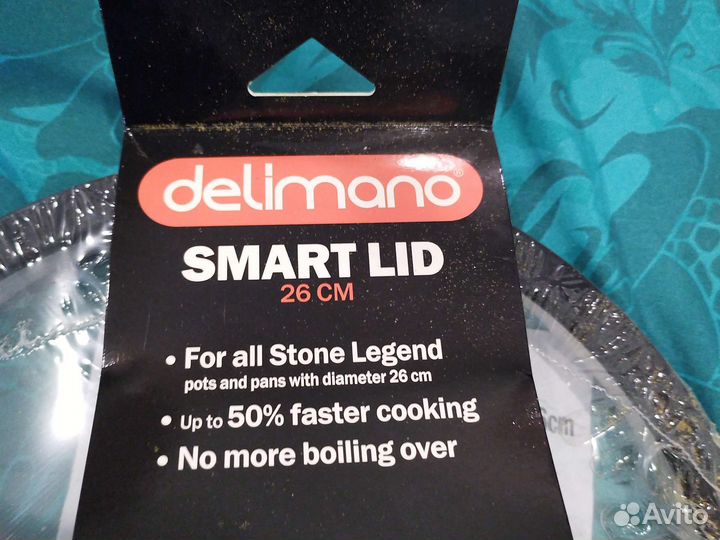 delimano®
SMART LID
26 CM
• For all Stone Legend
pots and pans with diameter 26 cm
• Up to 50% faster cooking
• No more boiling over
Avito